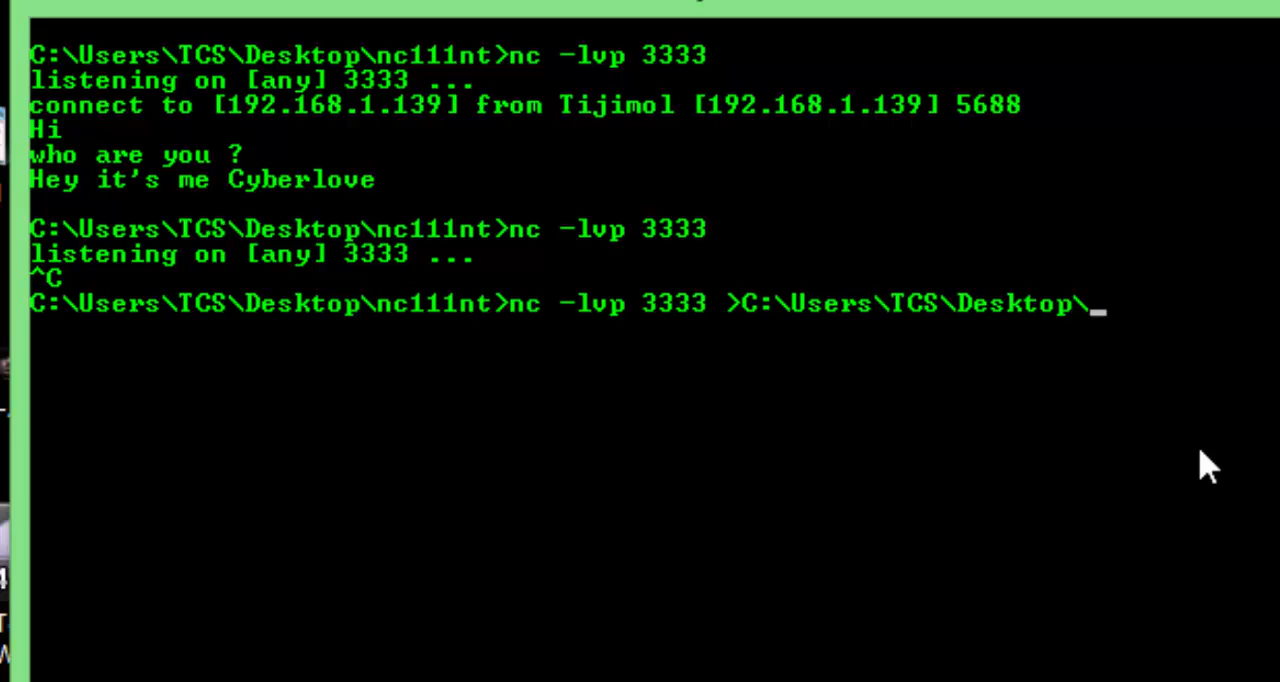 C:\Users\TCS\Desktop\nc111nt>nc -lvp 3333
listening on [any] 3333 ...
connect to [192.168.1.139] from Tijimol [192.168.1.139] 5688
Hi
who are you ?
Hey it's me Cyberlove
C:\Users\TCS\Desktop\nc111nt>nc -lvp 3333
listening on [any] 3333 ...
^C
C:\Users\TCS\Desktop\nc111nt>nc -lvp 3333 >C:\Users\TCS\Desktop\_